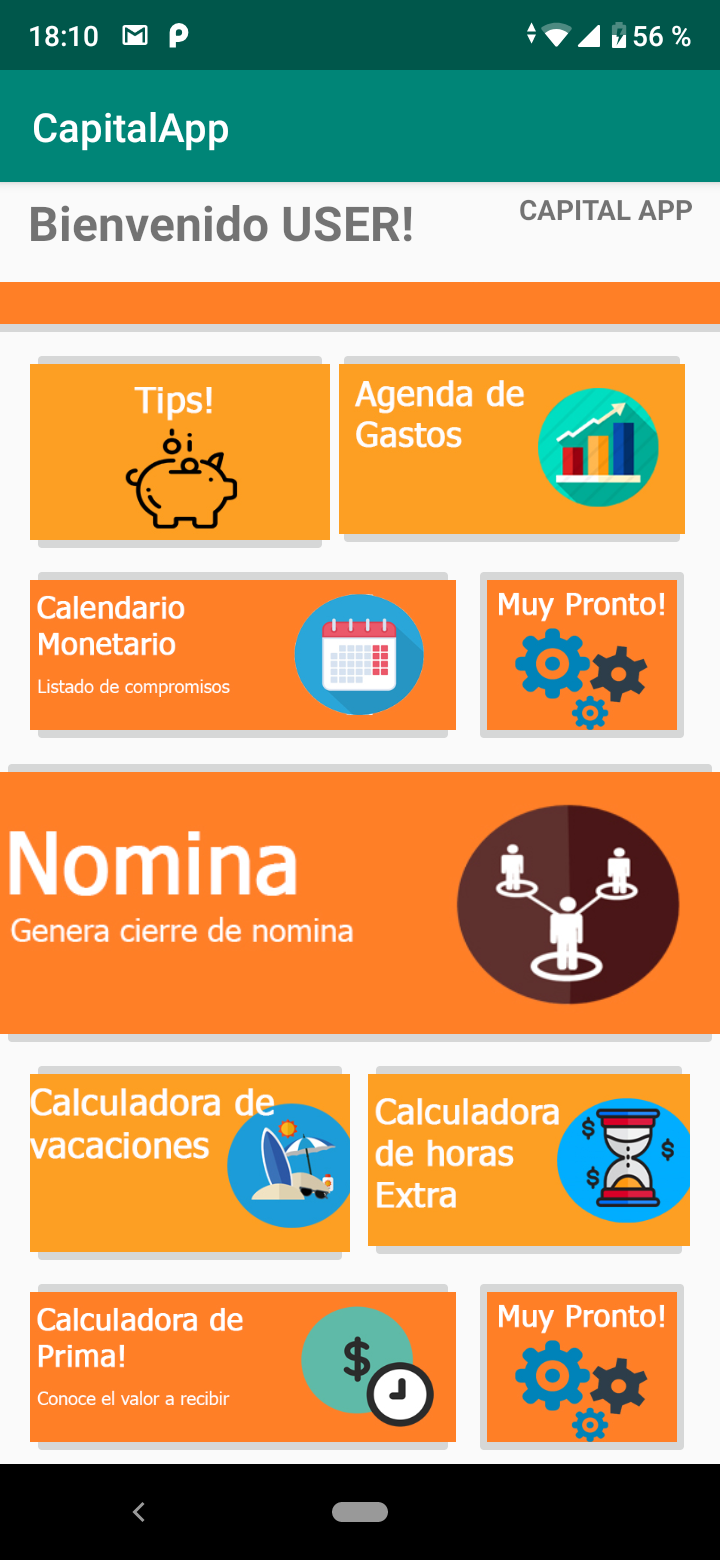 18:10
56 %
CapitalApp
Bienvenido USER!
CAPITAL APP
Tips!
Agenda de
Gastos
Calendario
Monetario
Listado de compromisos
Muy Pronto!
Nomina
Genera cierre de nomina
Calculadora de
vacaciones
Calculadora
de horas
Extra
$
$
$
Calculadora de
Prima!
Conoce el valor a recibir
$
Muy Pronto!